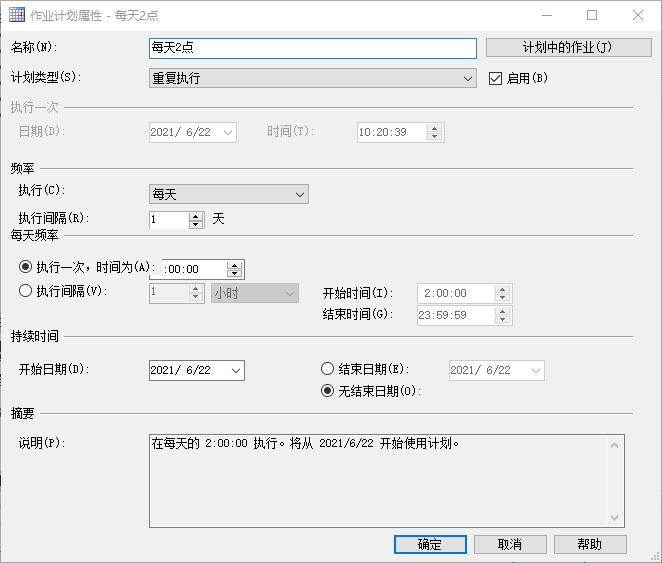 作业计划属性 - 每天2点
名称(N): 每天2点 计划中的作业(J)
计划类型(S): 重复执行 启用(B)
执行一次
日期(D): 2021/ 6/22 时间(T): 10:20:39
频率
执行(C): 每天
执行间隔(R): 1 天
每天频率
执行一次，时间为(A): :00:00
执行间隔(V): 1 小时 开始时间(I): 2:00:00
结束时间(G): 23:59:59
持续时间
开始日期(D): 2021/ 6/22 结束日期(E): 2021/ 6/22
无结束日期(O):
摘要
说明(P): 在每天的 2:00:00 执行。将从 2021/6/22 开始使用计划。
确定 取消 帮助